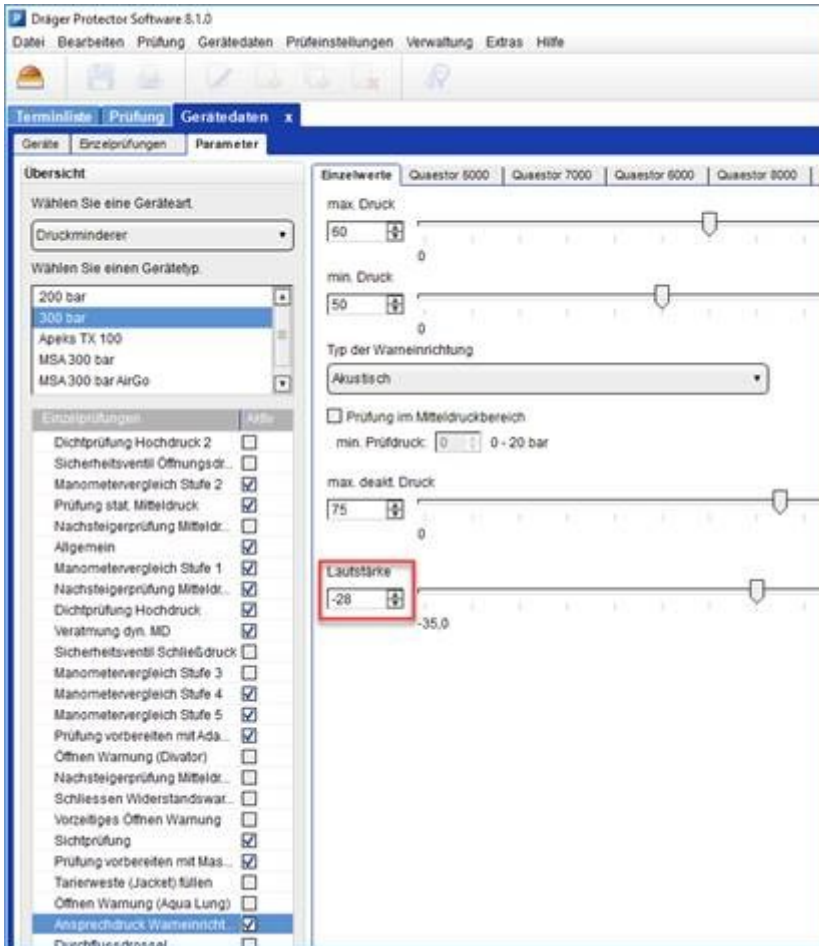 Dräger Protector Software 8.1.0
Datei Bearbeiten Prüfung Gerätedaten Prüfeinstellungen Verwaltung Extras Hilfe
Terminliste Prüfung Gerätedaten x
Geräte Einzelprüfungen Parameter
Übersicht
Wählen Sie eine Geräteart.
Druckminderer
Wählen Sie einen Gerätetyp.
200 bar
300 bar
Apeks TX 100
MSA 300 bar
MSA 300 bar AirGo
Einzelprüfungen Aktiv
Dichtprüfung Hochdruck 2
Sicherheitsventil Öffnungsdr...
Manometervergleich Stufe 2
Prüfung stat. Mitteldruck
Nachsteigerprüfung Mitteldr...
Allgemein
Manometervergleich Stufe 1
Nachsteigerprüfung Mitteldr...
Dichtprüfung Hochdruck
Veratmung dyn. MD
Sicherheitsventil Schließdruck
Manometervergleich Stufe 3
Manometervergleich Stufe 4
Manometervergleich Stufe 5
Prüfung vorbereiten mit Ada...
Öffnen Warnung (Divator)
Nachsteigerprüfung Mitteldr...
Schliessen Widerstandswar...
Vorzeitiges Öffnen Warnung
Sichtprüfung
Prüfung vorbereiten mit Mas...
Tarierweste (Jacket) füllen
Öffnen Warnung (Aqua Lung)
Ansprechdruck Warneinricht...
Durchflussdrossel
Einzelwerte Quaestor 5000 Quaestor 7000 Quaestor 6000 Quaestor 8000
max. Druck
60
0
min. Druck
50
0
Typ der Warneinrichtung
Akustisch
Prüfung im Mitteldruckbereich
min. Prüfdruck: 0 0 - 20 bar
max. deakt. Druck
75
0
Lautstärke
-28
-35,0